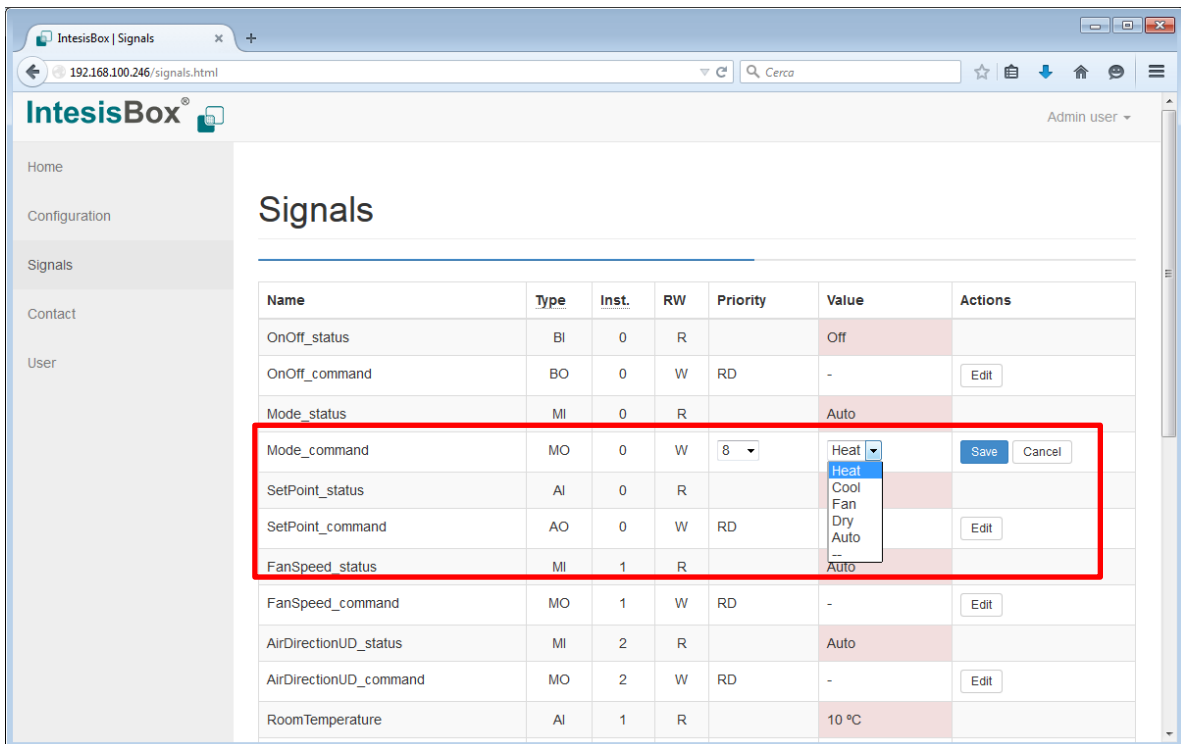 IntesisBox | Signals × +
192.168.100.246/signals.html Cerca
IntesisBox®
Admin user
Home
Configuration
Signals
Contact
User
Signals
Name Type Inst. RW Priority Value Actions
OnOff_status BI 0 R Off
OnOff_command BO 0 W RD - Edit
Mode_status MI 0 R Auto
Mode_command MO 0 W 8 Heat Save Cancel
Heat
Cool
Fan
Dry
Auto
--
SetPoint_status AI 0 R
SetPoint_command AO 0 W RD Edit
FanSpeed_status MI 1 R Auto
FanSpeed_command MO 1 W RD - Edit
AirDirectionUD_status MI 2 R Auto
AirDirectionUD_command MO 2 W RD - Edit
RoomTemperature AI 1 R 10 ºC